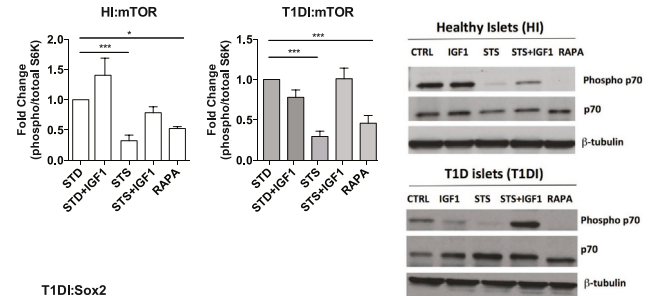 HI:mTOR
Fold Change
(phospho/totoal S6K)
2.0
1.5
1.0
0.5
0.0
***
*
STD
STD+IGF1
STS
STS+IGF1
RAPA
T1DI:mTOR
Fold Change
(phospho/totoal S6K)
2.0
1.5
1.0
0.5
0.0
***
***
STD
STD+IGF1
STS
STS+IGF1
RAPA
Healthy Islets (HI)
CTRL IGF1 STS STS+IGF1 RAPA
Phospho p70
p70
β-tubulin
T1D islets (T1DI)
CTRL IGF1 STS STS+IGF1 RAPA
Phospho p70
p70
β-tubulin
T1DI:Sox2